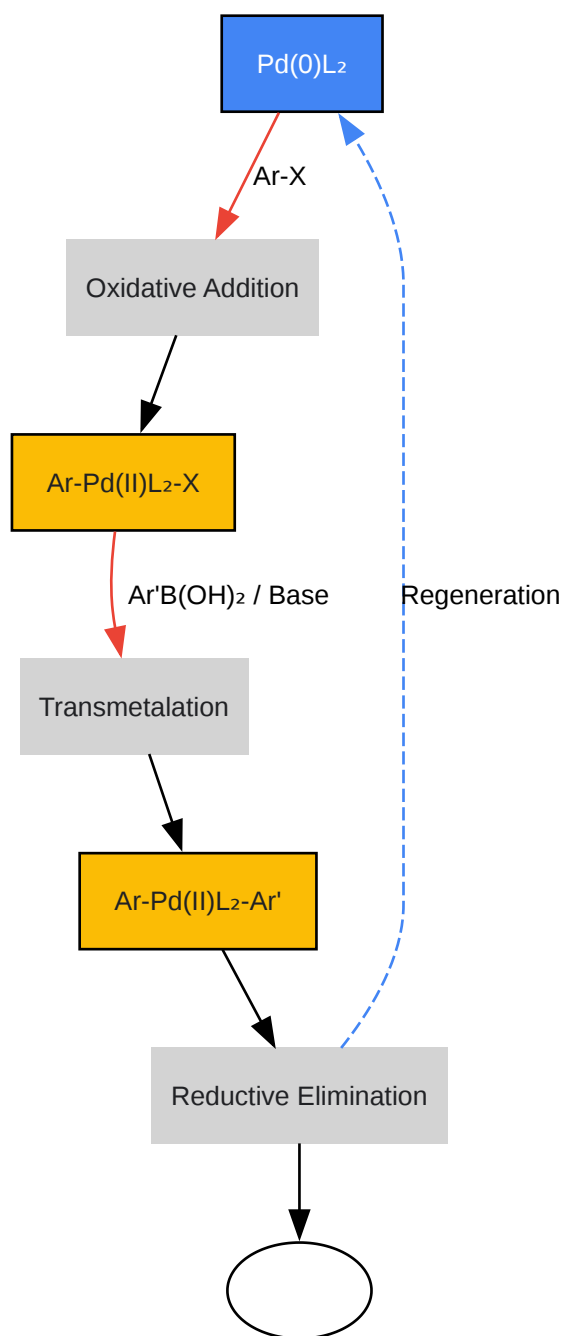 Pd(0)L₂
Ar-X
Oxidative Addition
Ar-Pd(II)L₂-X
Ar'B(OH)₂ / Base
Regeneration
Transmetalation
Ar-Pd(II)L₂-Ar'
Reductive Elimination